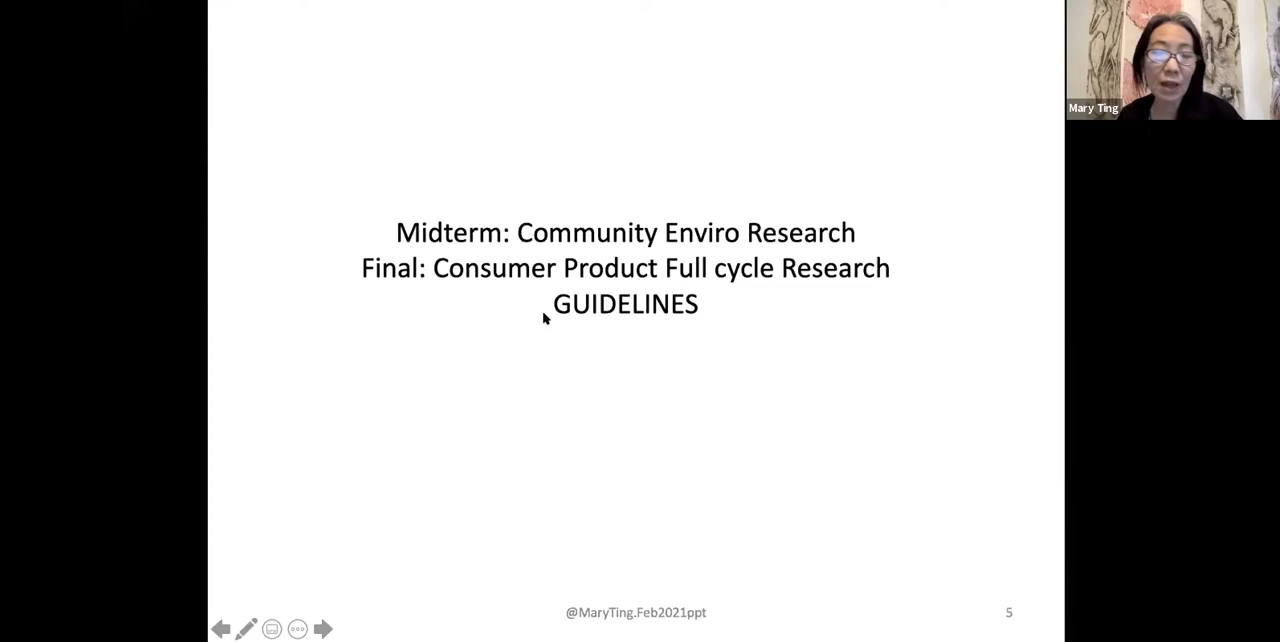 Mary Ting
Midterm: Community Enviro Research
Final: Consumer Product Full cycle Research
GUIDELINES
@MaryTing.Feb2021ppt
5